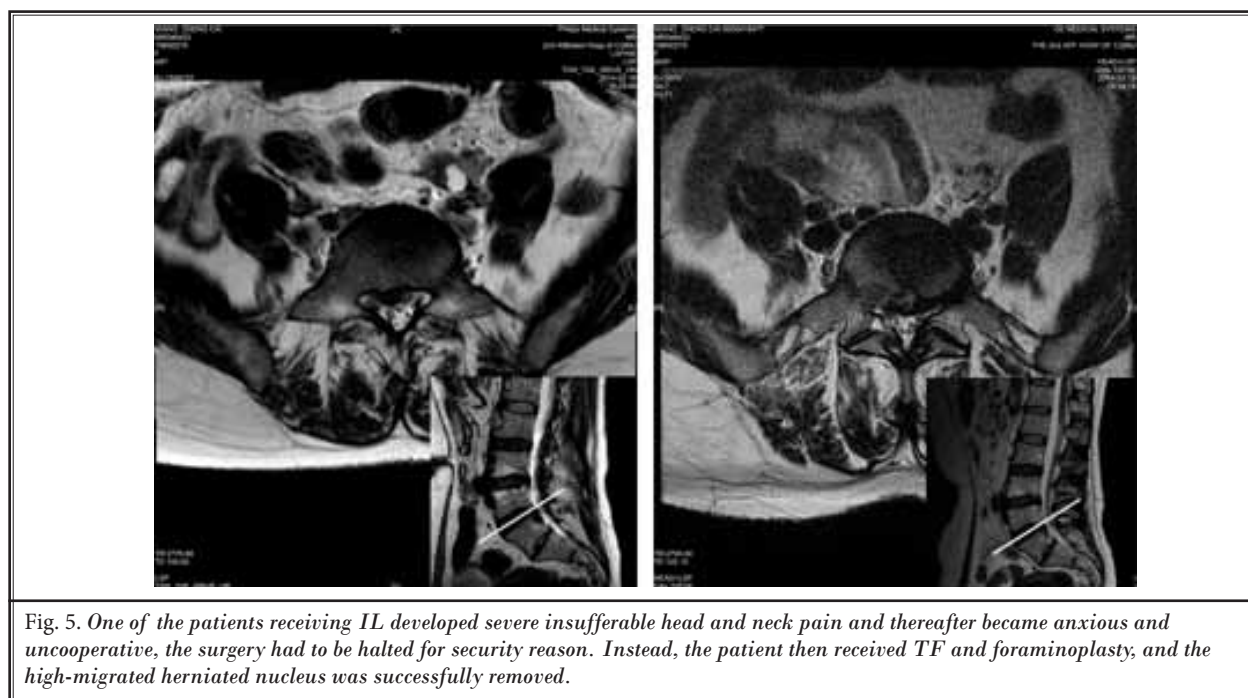 Fig. 5. One of the patients receiving IL developed severe insufferable head and neck pain and thereafter became anxious and
uncooperative, the surgery had to be halted for security reason. Instead, the patient then received TF and foraminoplasty, and the
high-migrated herniated nucleus was successfully removed.